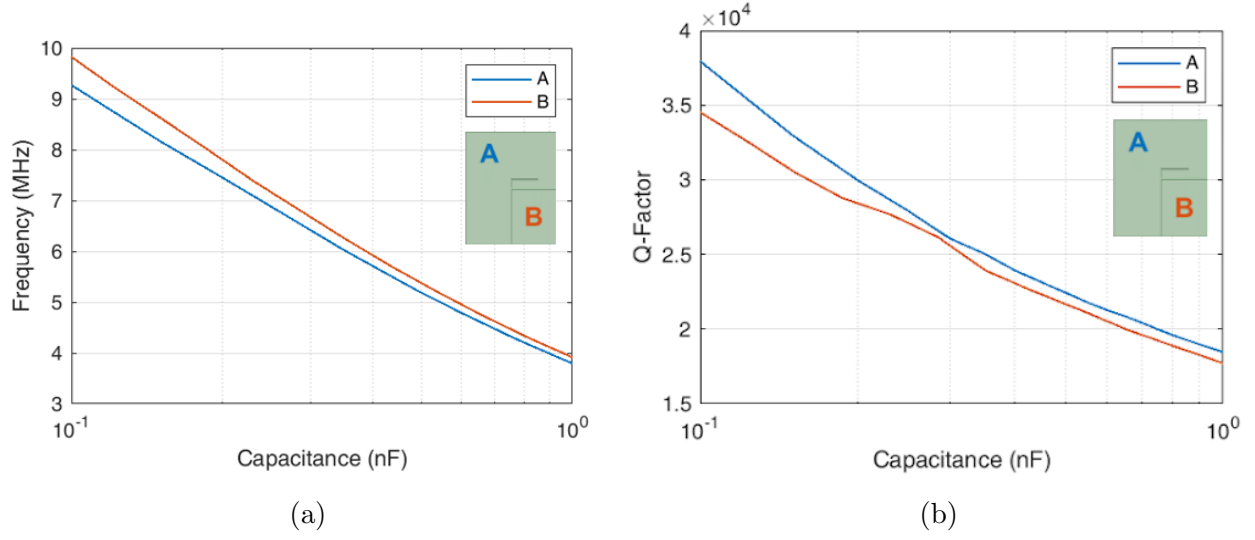 10
9
8
7
6
5
4
3
Frequency (MHz)
10^-1
10^0
Capacitance (nF)
A
B
A
B
(a)
×10^4
4
3.5
3
2.5
2
1.5
Q-Factor
10^-1
10^0
Capacitance (nF)
A
B
A
B
(b)